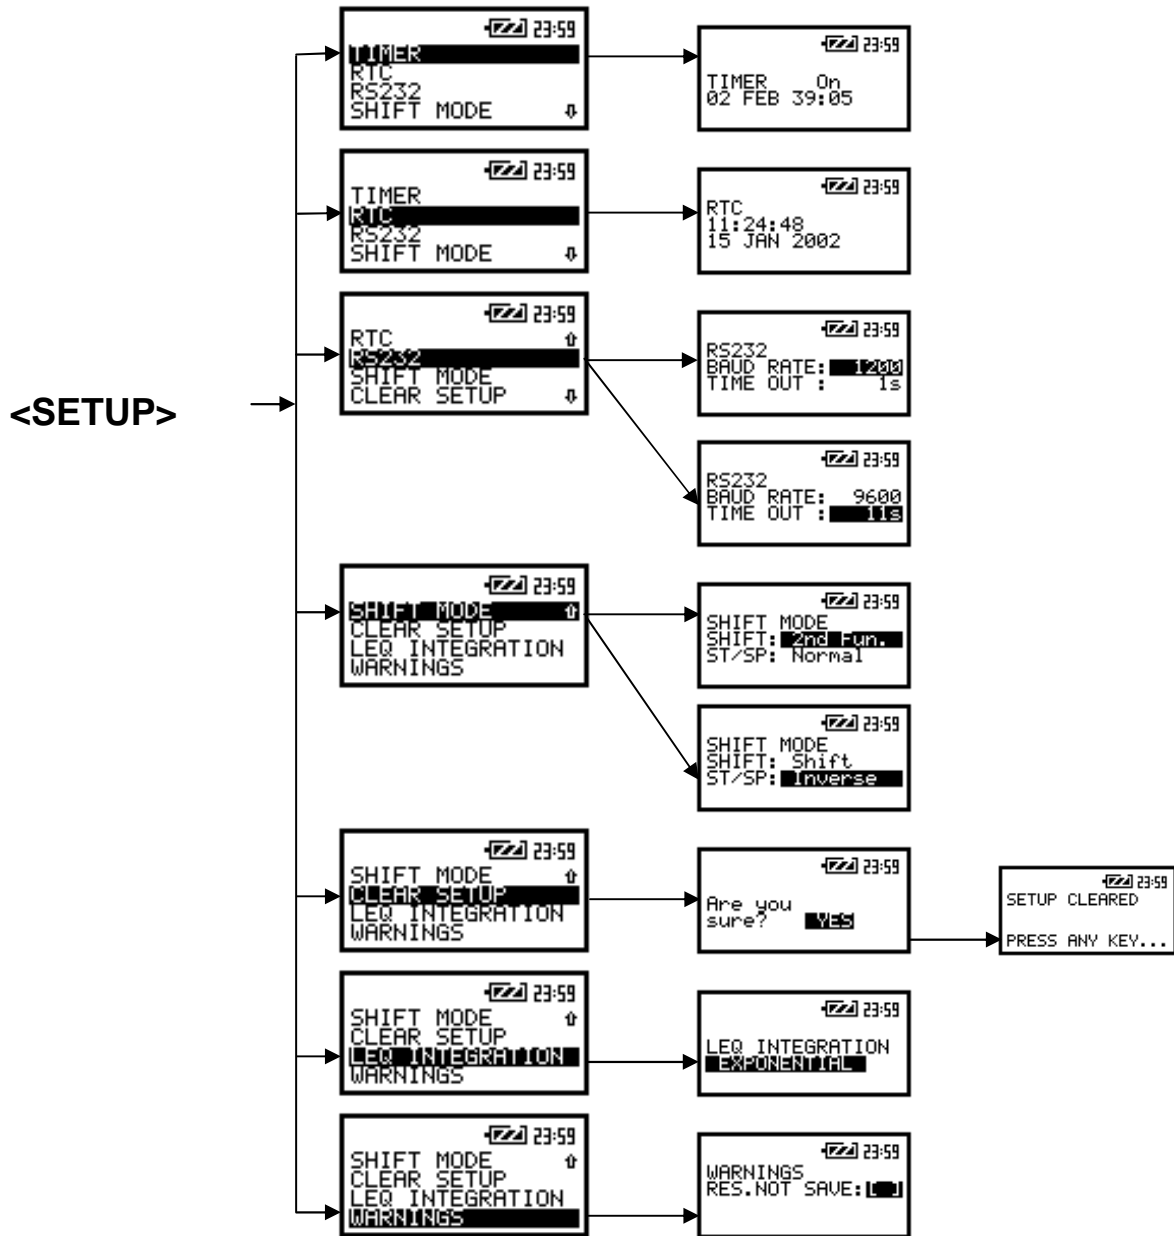 23:59
TIMER
RTC
RS232
SHIFT MODE
23:59
TIMER On
02 FEB 39:05
23:59
TIMER
RTC
RS232
SHIFT MODE
23:59
RTC
11:24:48
15 JAN 2002
23:59
RTC
RS232
SHIFT MODE
CLEAR SETUP
23:59
RS232
BAUD RATE: 1200
TIME OUT : 1s
<SETUP>
23:59
RS232
BAUD RATE: 9600
TIME OUT : 11s
23:59
SHIFT MODE
CLEAR SETUP
LEQ INTEGRATION
WARNINGS
23:59
SHIFT MODE
SHIFT: 2nd Fun.
ST/SP: Normal
23:59
SHIFT MODE
SHIFT: Shift
ST/SP: Inverse
23:59
SHIFT MODE
CLEAR SETUP
LEQ INTEGRATION
WARNINGS
23:59
Are you
sure? YES
23:59
SETUP CLEARED
PRESS ANY KEY...
23:59
SHIFT MODE
CLEAR SETUP
LEQ INTEGRATION
WARNINGS
23:59
LEQ INTEGRATION
EXPONENTIAL
23:59
SHIFT MODE
CLEAR SETUP
LEQ INTEGRATION
WARNINGS
23:59
WARNINGS
RES.NOT SAVE:[ ]